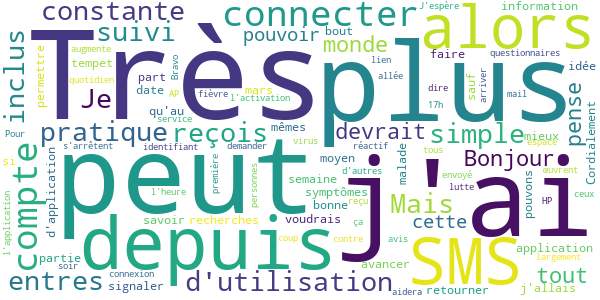 constante
connecter
J'espère
information
suivi
pouvoir
bout
monde
alors
lien
faire
questionnaires
idée
inclus
permettre
augmente
tempet
quotidien
Bravo
part
date
Très
plus
allée
dire
sauf
arriver
mail
17h
pense
Je
AP
fièvre
mars
l'activation
qu'au
service
mêmes
Pour
pratique
reçois
devrait
simple
mieux
espace
Cordialement
compte
si
d'application
s'arrêtent
identifiant
demander
virus
réactif
tous
moyen
malade
Bonjour
œuvrent
l'application
peut
l'heure
première
personnes
d'autres
semaine
symptômes
bonne
reçu
j'ai
envoyé
lutte
pouvons
HP
ceux
Mais
cette
depuis
savoir
recherches
voudrais
ça
coup
contre
avis
SMS
application
largement
partie
soir
avancer
tout
entres
connexion
signaler
d'utilisation
aidera
retourner
j'allais